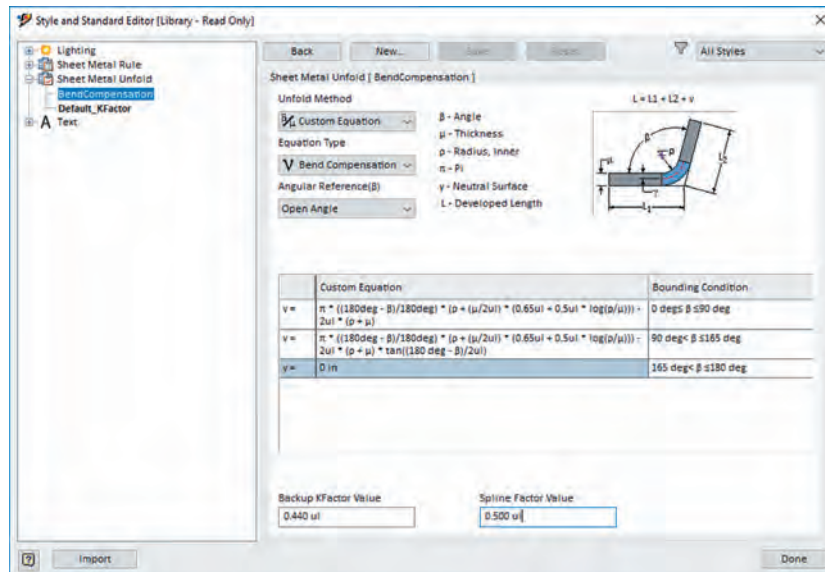 Style and Standard Editor [Library - Read Only]
Lighting
Sheet Metal Rule
Sheet Metal Unfold
BendCompensation
Default_KFactor
Text
Back
New...
Save
Reset
All Styles
Sheet Metal Unfold [ BendCompensation ]
Unfold Method
Custom Equation
Equation Type
Bend Compensation
Angular Reference(β)
Open Angle
β - Angle
μ - Thickness
ρ - Radius, Inner
π - Pi
γ - Neutral Surface
L - Developed Length
L = L1 + L2 + v
β
ρ
μ
γ
L1
L2
Custom Equation
Bounding Condition
v =
π * ((180deg - β)/180deg) * (ρ + (μ/2ul) * (0.65ul + 0.5ul * log(ρ/μ))) -
2ul * (ρ + μ)
0 deg≤ β ≤90 deg
v =
π * ((180deg - β)/180deg) * (ρ + (μ/2ul) * (0.65ul + 0.5ul * log(ρ/μ))) -
2ul * (ρ + μ) * tan((180 deg - β)/2ul)
90 deg< β ≤165 deg
v =
0 in
165 deg< β ≤180 deg
Backup KFactor Value
0.440 ul
Spline Factor Value
0.500 ul
Import
Done